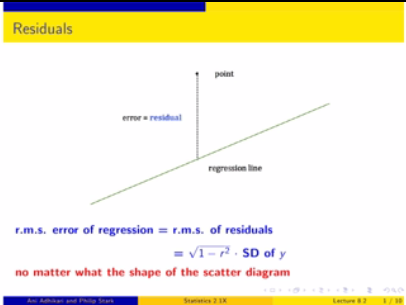 Residuals
point
error = residual
regression line
r.m.s. error of regression = r.m.s. of residuals
= √1 − r² · SD of y
no matter what the shape of the scatter diagram
Ani Adhikari and Philip Stark
Statistics 2.1X
Lecture 8.2
1 / 10